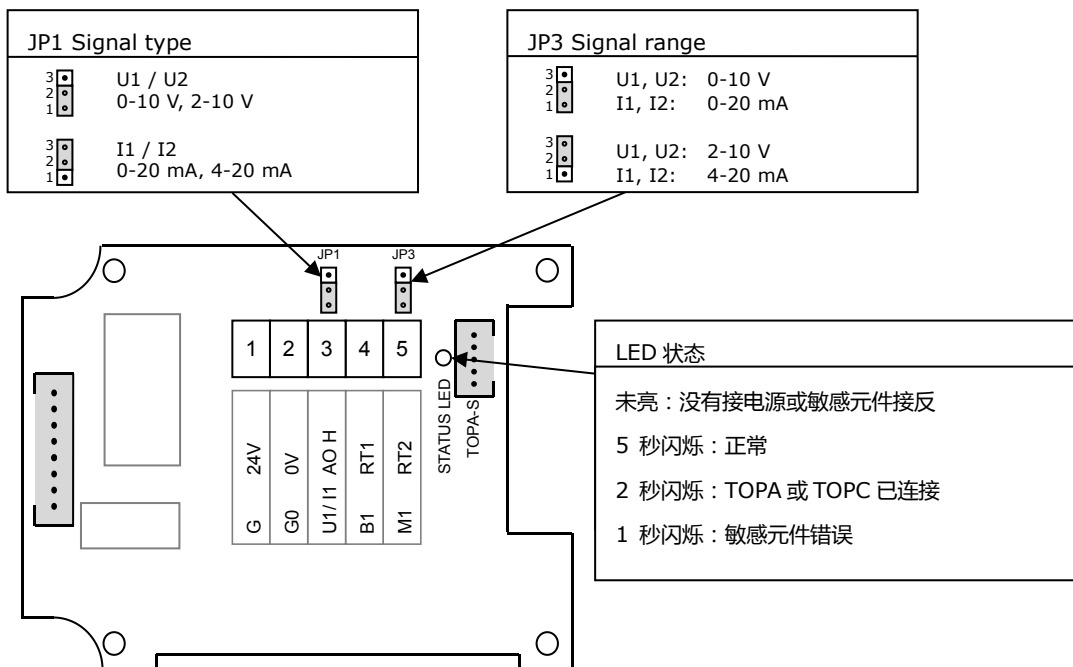 JP1 Signal type
3
2
1
U1 / U2
0-10 V, 2-10 V
3
2
1
I1 / I2
0-20 mA, 4-20 mA
JP3 Signal range
3
2
1
U1, U2: 0-10 V
I1, I2: 0-20 mA
3
2
1
U1, U2: 2-10 V
I1, I2: 4-20 mA
JP1
JP3
1 2 3 4 5
G 24V
G0 0V
U1/ I1 AO H
B1 RT1
M1 RT2
STATUS LED
TOPA-S
LED 状态
未亮：没有接电源或敏感元件接反
5 秒闪烁：正常
2 秒闪烁：TOPA 或 TOPC 已连接
1 秒闪烁：敏感元件错误